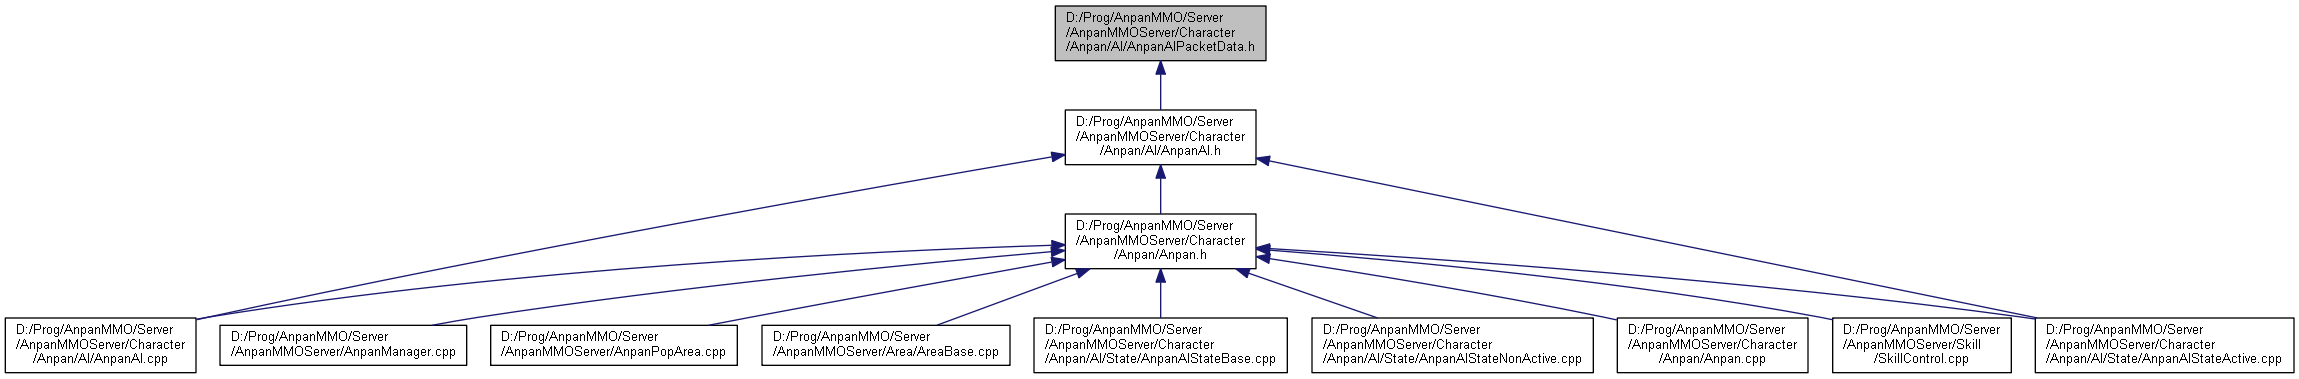 D:/Prog/AnpanMMO/Server
/AnpanMMOServer/Character
/Anpan/AI/AnpanAIPacketData.h
D:/Prog/AnpanMMO/Server
/AnpanMMOServer/Character
/Anpan/AI/AnpanAI.h
D:/Prog/AnpanMMO/Server
/AnpanMMOServer/Character
/Anpan/Anpan.h
D:/Prog/AnpanMMO/Server
/AnpanMMOServer/Character
/Anpan/AI/AnpanAI.cpp
D:/Prog/AnpanMMO/Server
/AnpanMMOServer/AnpanManager.cpp
D:/Prog/AnpanMMO/Server
/AnpanMMOServer/AnpanPopArea.cpp
D:/Prog/AnpanMMO/Server
/AnpanMMOServer/Area/AreaBase.cpp
D:/Prog/AnpanMMO/Server
/AnpanMMOServer/Character
/Anpan/AI/State/AnpanAIStateBase.cpp
D:/Prog/AnpanMMO/Server
/AnpanMMOServer/Character
/Anpan/AI/State/AnpanAIStateNonActive.cpp
D:/Prog/AnpanMMO/Server
/AnpanMMOServer/Character
/Anpan/Anpan.cpp
D:/Prog/AnpanMMO/Server
/AnpanMMOServer/Skill
/SkillControl.cpp
D:/Prog/AnpanMMO/Server
/AnpanMMOServer/Character
/Anpan/AI/State/AnpanAIStateActive.cpp